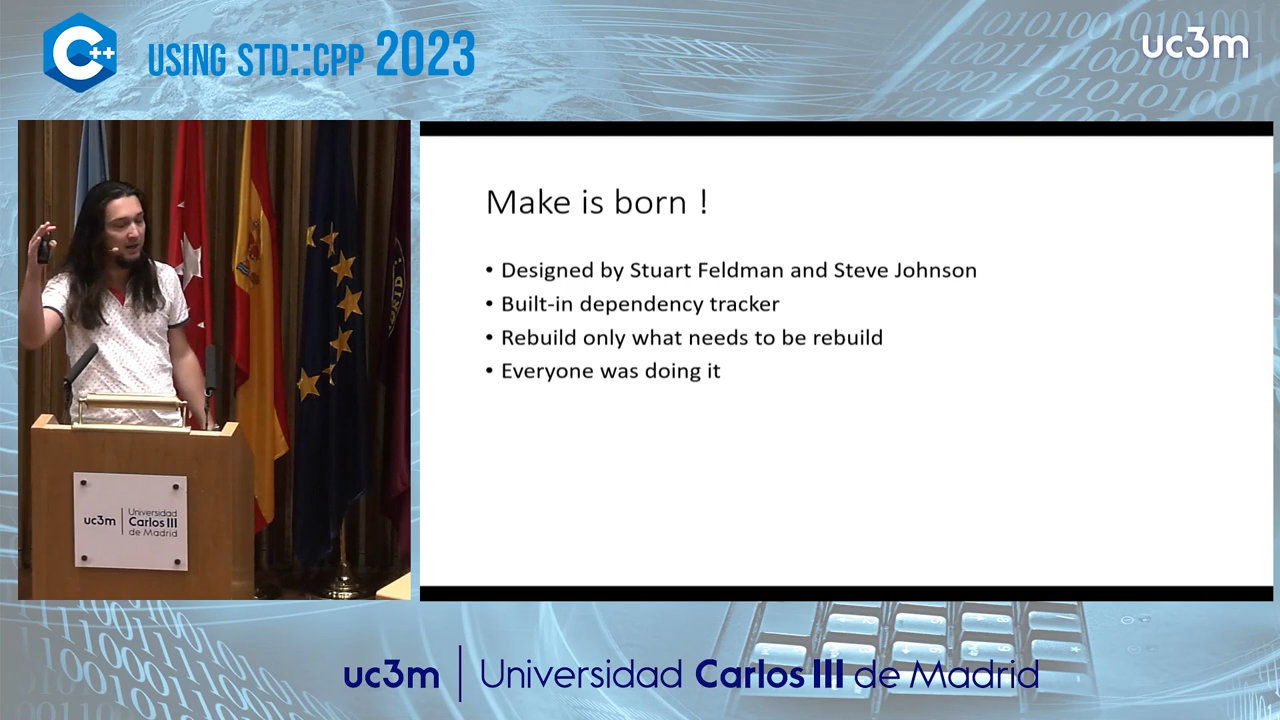 C++
USING STD::CPP 2023
uc3m
Make is born !
• Designed by Stuart Feldman and Steve Johnson
• Built-in dependency tracker
• Rebuild only what needs to be rebuild
• Everyone was doing it
uc3m
Universidad
Carlos III
de Madrid
uc3m | Universidad Carlos III de Madrid